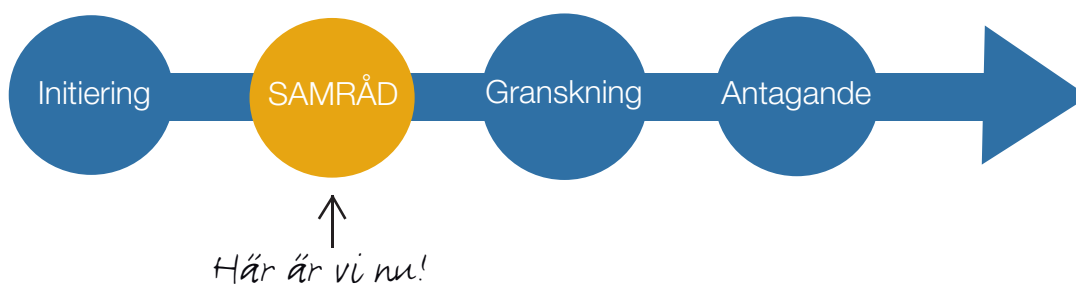 Initiering
SAMRÅD
Granskning
Antagande
Här är vi nu!